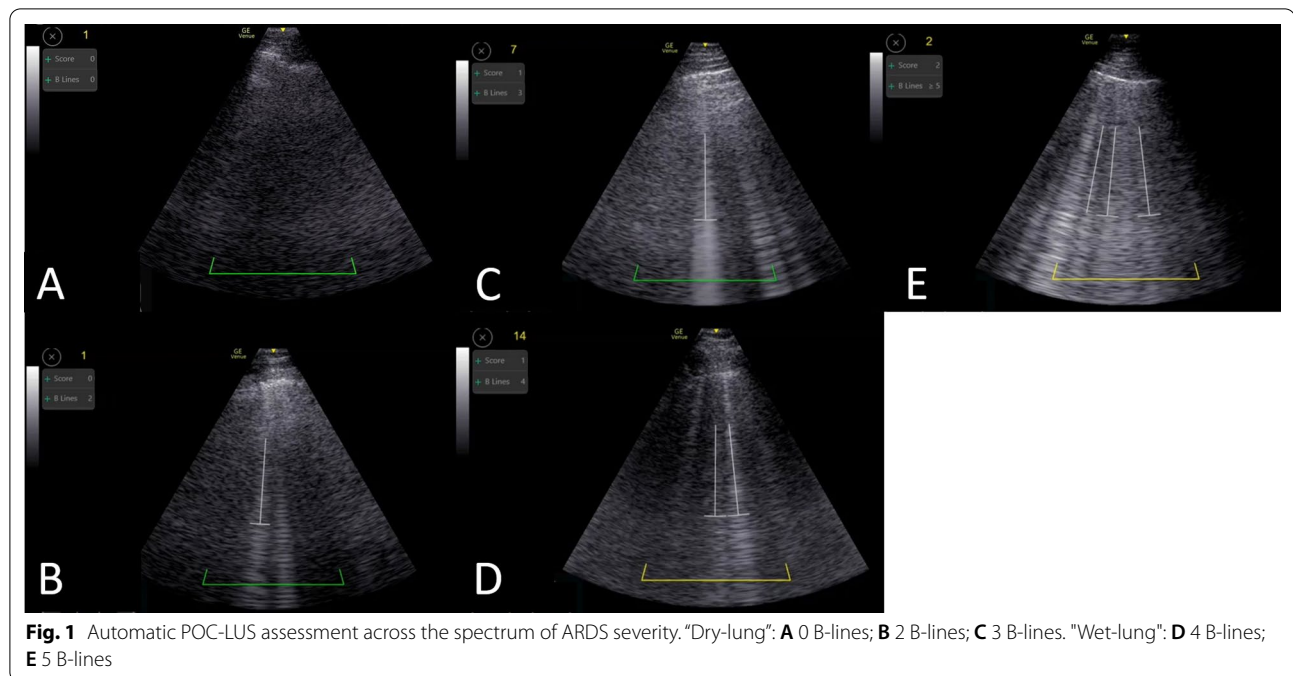 1
+ Score 0
+ B Lines 0
GE
Venue
A
7
+ Score 1
+ B Lines 3
GE
Venue
C
2
+ Score 2
+ B Lines ≥ 5
GE
Venue
E
1
+ Score 0
+ B Lines 2
GE
Venue
B
14
+ Score 1
+ B Lines 4
GE
Venue
D
Fig. 1 Automatic POC-LUS assessment across the spectrum of ARDS severity. “Dry-lung”: A 0 B-lines; B 2 B-lines; C 3 B-lines. "Wet-lung": D 4 B-lines;
E 5 B-lines